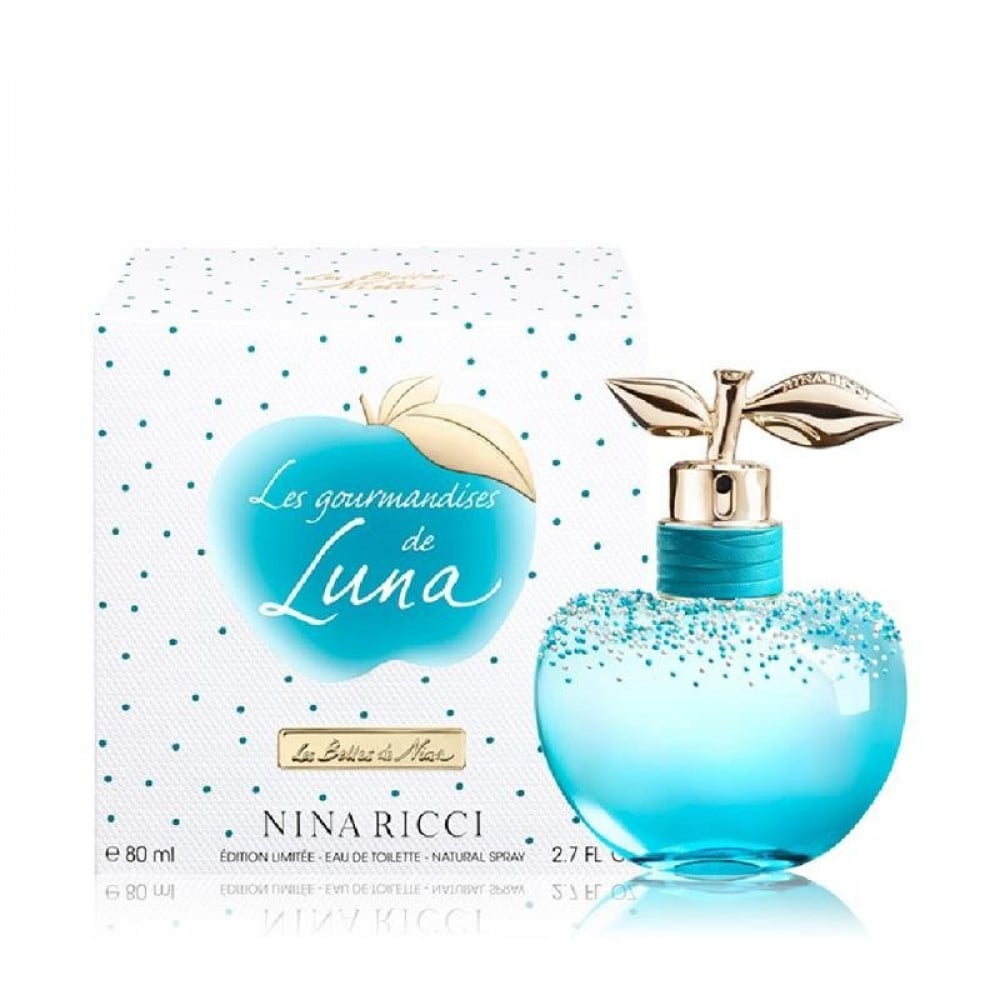 Les Belles
de Nina
NINA RICCI
Les gourmandises
de
Luna
Les Belles de Nina
NINA RICCI
e 80 ml
ÉDITION LIMITÉE - EAU DE TOILETTE - NATURAL SPRAY
2.7 FL